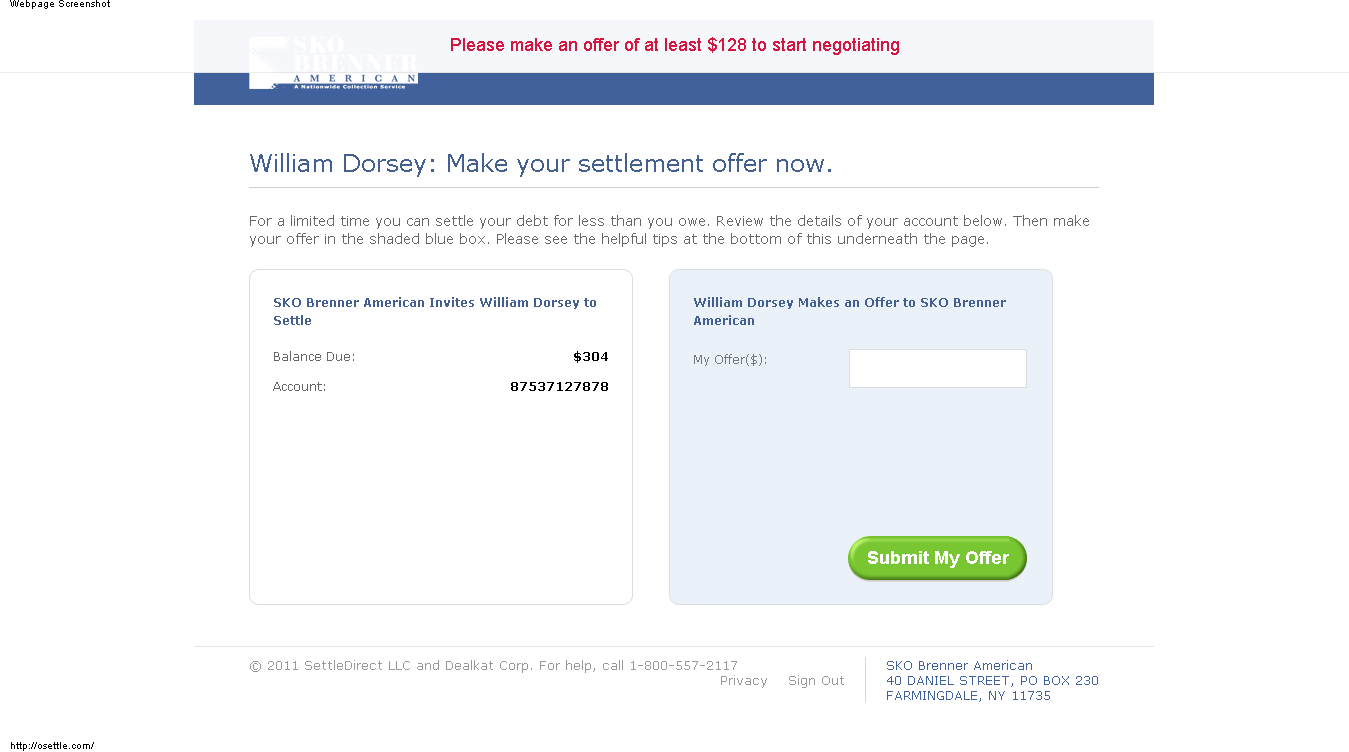 Webpage Screenshot
Please make an offer of at least $128 to start negotiating
SKO
BRENNER
AMERICAN
A Nationwide Collection Service
William Dorsey: Make your settlement offer now.
For a limited time you can settle your debt for less than you owe. Review the details of your account below. Then make
your offer in the shaded blue box. Please see the helpful tips at the bottom of this underneath the page.
SKO Brenner American Invites William Dorsey to
Settle
Balance Due: $304
Account: 87537127878
William Dorsey Makes an Offer to SKO Brenner
American
My Offer($):
Submit My Offer
© 2011 SettleDirect LLC and Dealkat Corp. For help, call 1-800-557-2117
Privacy Sign Out
SKO Brenner American
40 DANIEL STREET, PO BOX 230
FARMINGDALE, NY 11735
http://osettle.com/